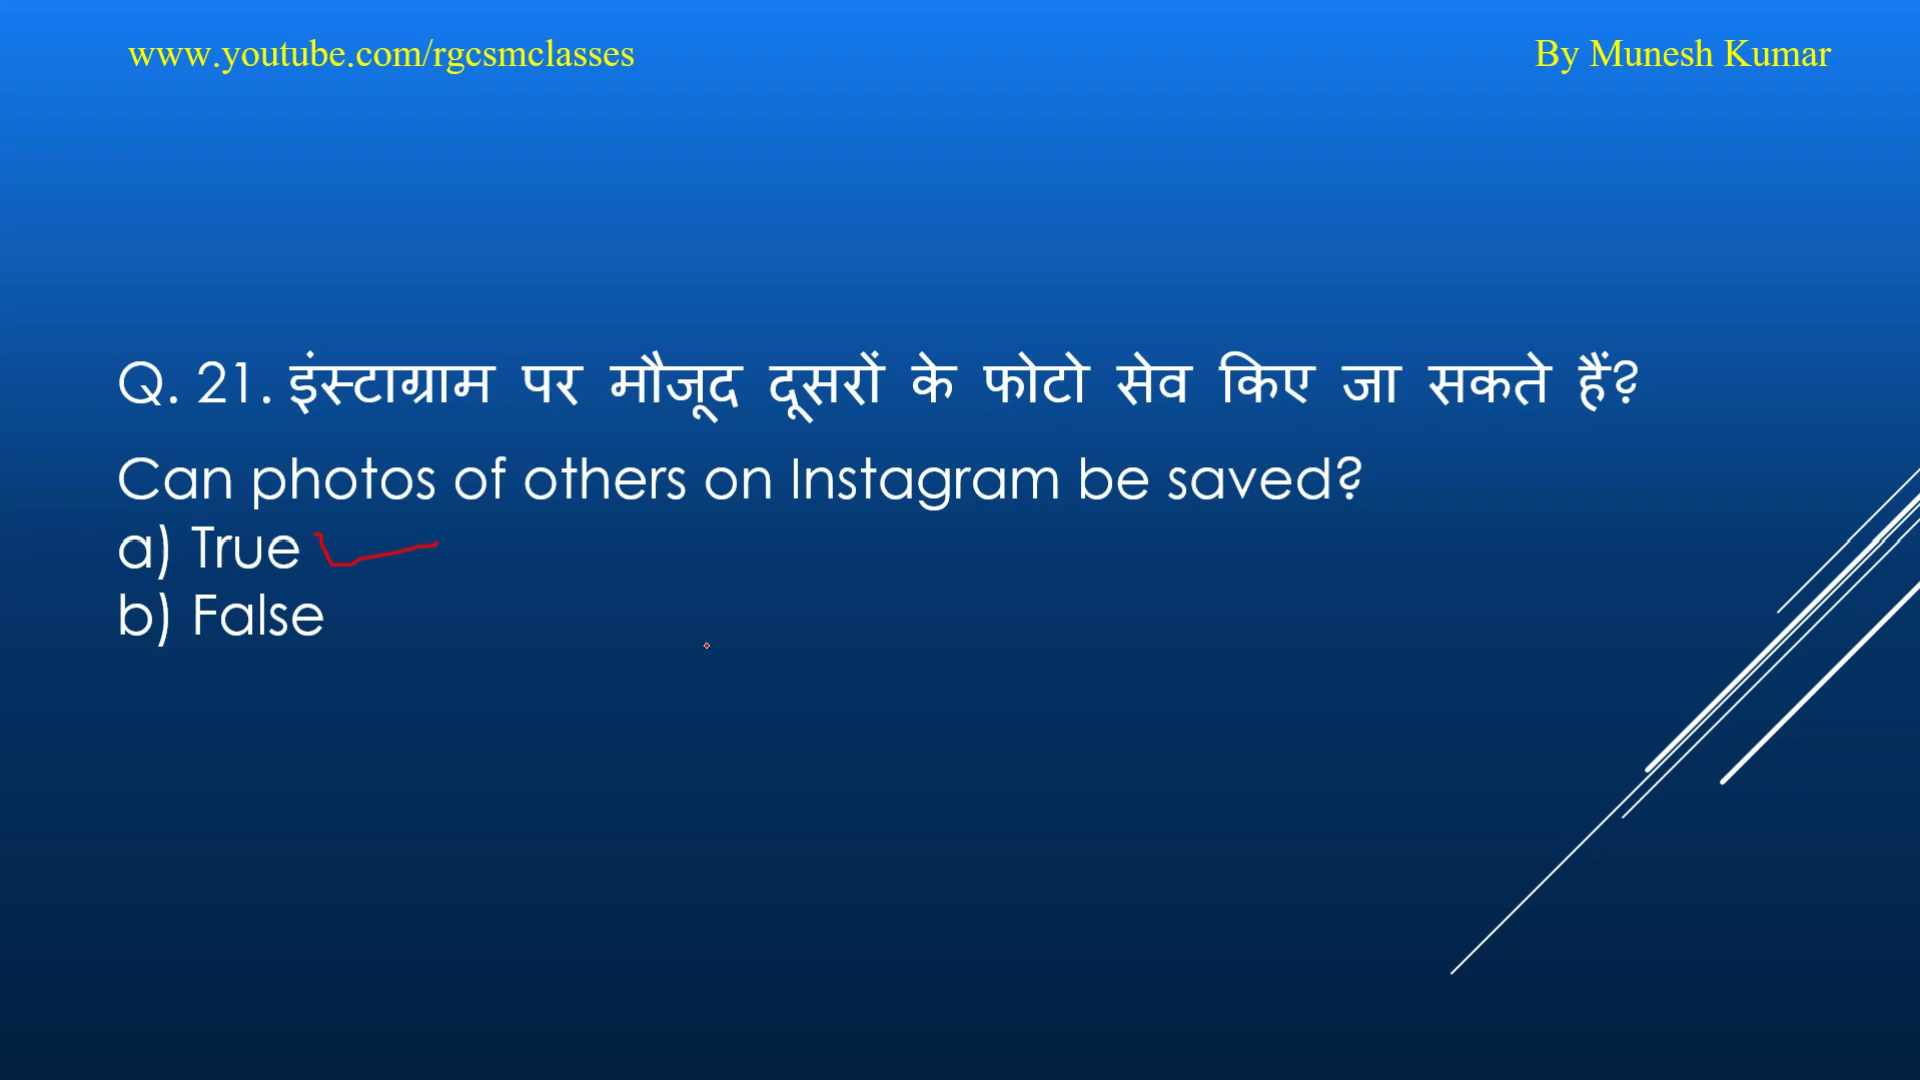 www.youtube.com/rgcsmclasses
By Munesh Kumar
Q. 21. इंस्टाग्राम पर मौजूद दूसरों के फोटो सेव किए जा सकते हैं?
Can photos of others on Instagram be saved?
a) True
b) False